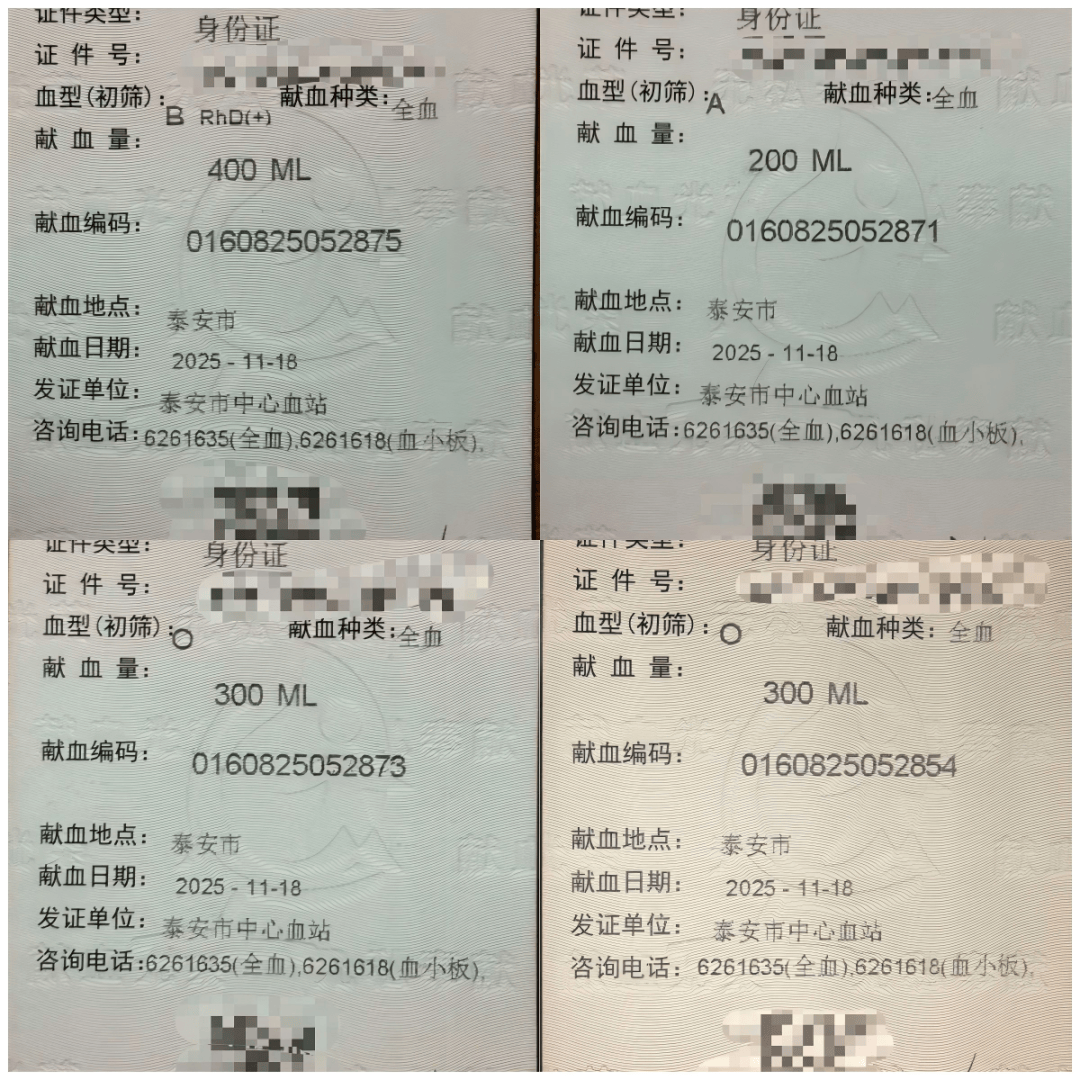 证件类型:
身份证
证 件 号:
血型(初筛): B RhD(+) 献血种类: 全血
献 血 量:
400 ML
献血编码: 0160825052875
献血地点: 泰安市
献血日期: 2025 - 11-18
发证单位: 泰安市中心血站
咨询电话:6261635(全血),6261618(血小板),
证件类型:
身份证
证 件 号:
血型(初筛): A 献血种类:全血
献 血 量:
200 ML
献血编码: 0160825052871
献血地点: 泰安市
献血日期: 2025 - 11-18
发证单位: 泰安市中心血站
咨询电话:6261635(全血),6261618(血小板),
证件类型:
身份证
证 件 号:
血型(初筛): O 献血种类:全血
献 血 量:
300 ML
献血编码: 0160825052873
献血地点: 泰安市
献血日期: 2025 - 11-18
发证单位: 泰安市中心血站
咨询电话:6261635(全血),6261618(血小板),
证件类型:
身份证
证 件 号:
血型(初筛): O 献血种类: 全血
献 血 量:
300 ML
献血编码: 0160825052854
献血地点: 泰安市
献血日期: 2025 - 11-18
发证单位: 泰安市中心血站
咨询电话: 6261635(全血),6261618(血小板),